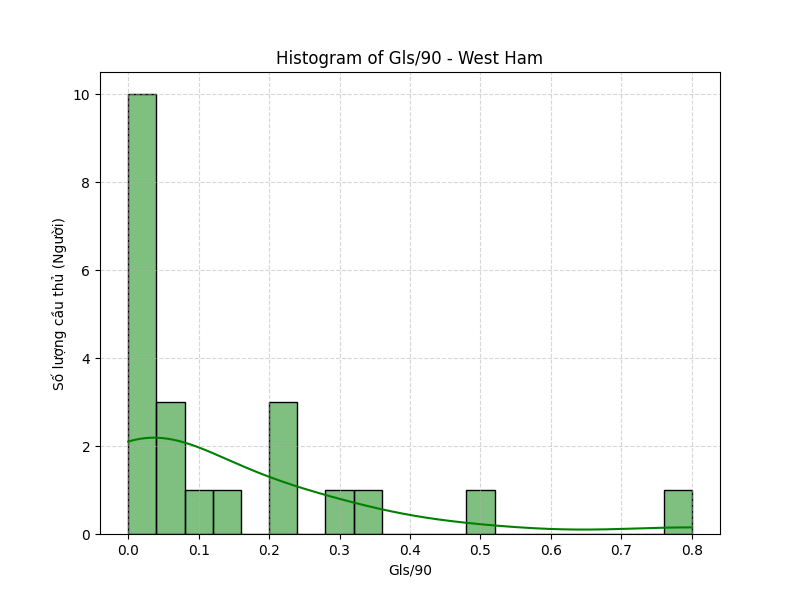 Histogram of Gls/90 - West Ham
Số lượng cầu thủ (Người)
10
8
6
4
2
0
0.0 0.1 0.2 0.3 0.4 0.5 0.6 0.7 0.8
Gls/90